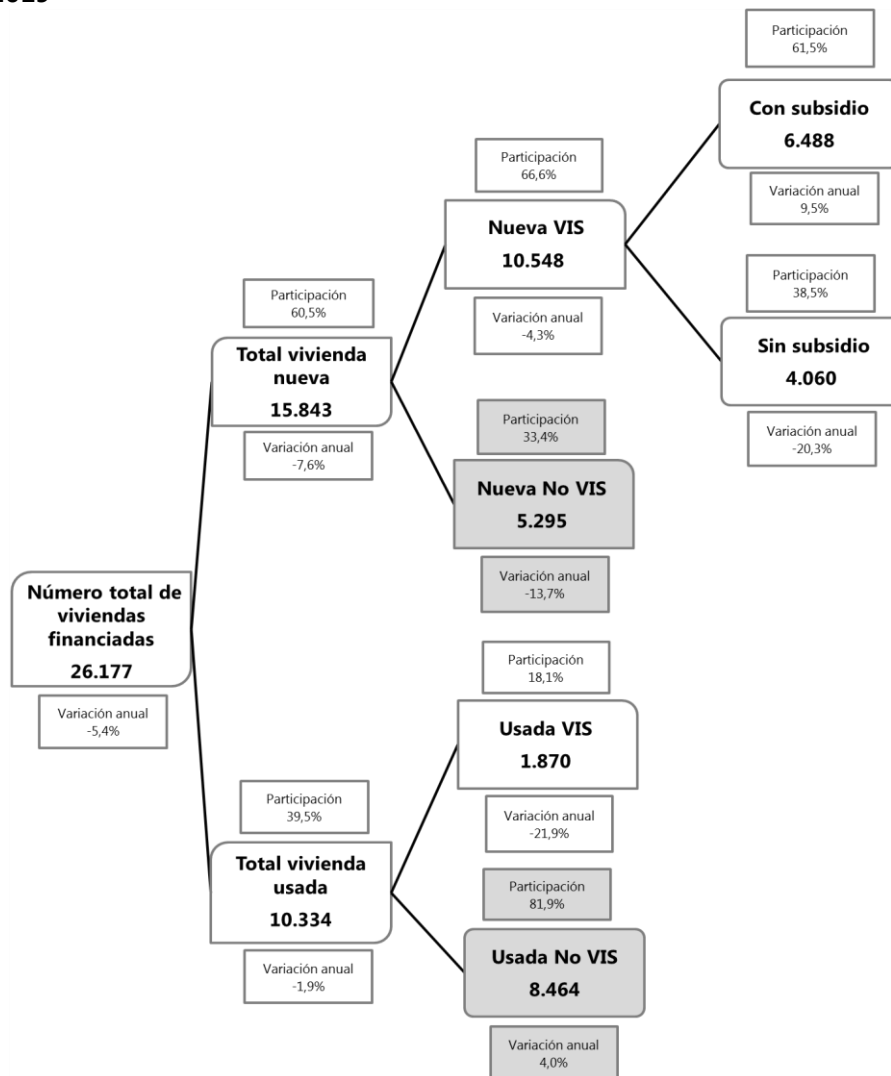 Participación
61,5%
Con subsidio
6.488
Variación anual
9,5%
Participación
66,6%
Nueva VIS
10.548
Variación anual
-4,3%
Participación
38,5%
Sin subsidio
4.060
Variación anual
-20,3%
Participación
60,5%
Total vivienda
nueva
15.843
Variación anual
-7,6%
Participación
33,4%
Nueva No VIS
5.295
Variación anual
-13,7%
Número total de
viviendas
financiadas
26.177
Variación anual
-5,4%
Participación
18,1%
Usada VIS
1.870
Variación anual
-21,9%
Participación
39,5%
Total vivienda
usada
10.334
Variación anual
-1,9%
Participación
81,9%
Usada No VIS
8.464
Variación anual
4,0%